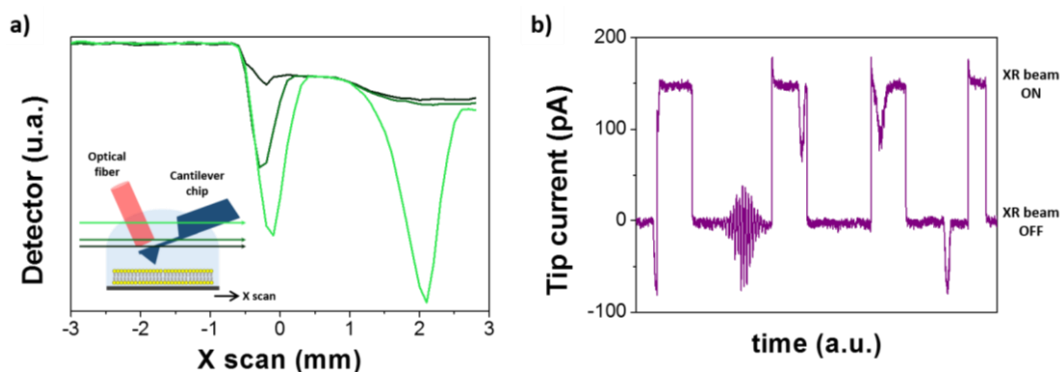 a)
Detector (u.a.)
Optical
fiber
Cantilever
chip
X scan
-3 -2 -1 0 1 2 3
X scan (mm)
b)
200
100
0
-100
Tip current (pA)
time (a.u.)
XR beam
ON
XR beam
OFF